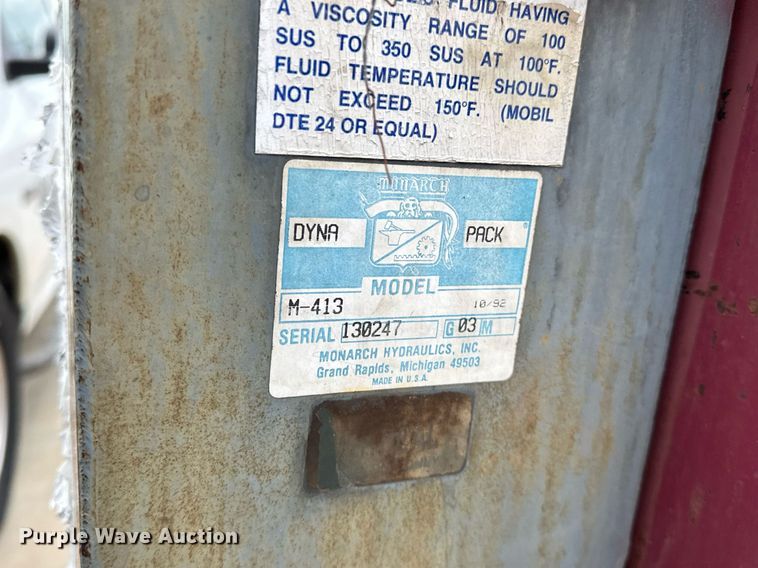 FLUID HAVING
A VISCOSITY RANGE OF 100
SUS TO 350 SUS AT 100°F.
FLUID TEMPERATURE SHOULD
NOT EXCEED 150°F. (MOBIL
DTE 24 OR EQUAL)
MONARCH
DYNA PACK
MODEL
M-413 10/92
SERIAL 130247 G 03 M
MONARCH HYDRAULICS, INC.
Grand Rapids, Michigan 49503
MADE IN U.S.A.
Purple Wave Auction